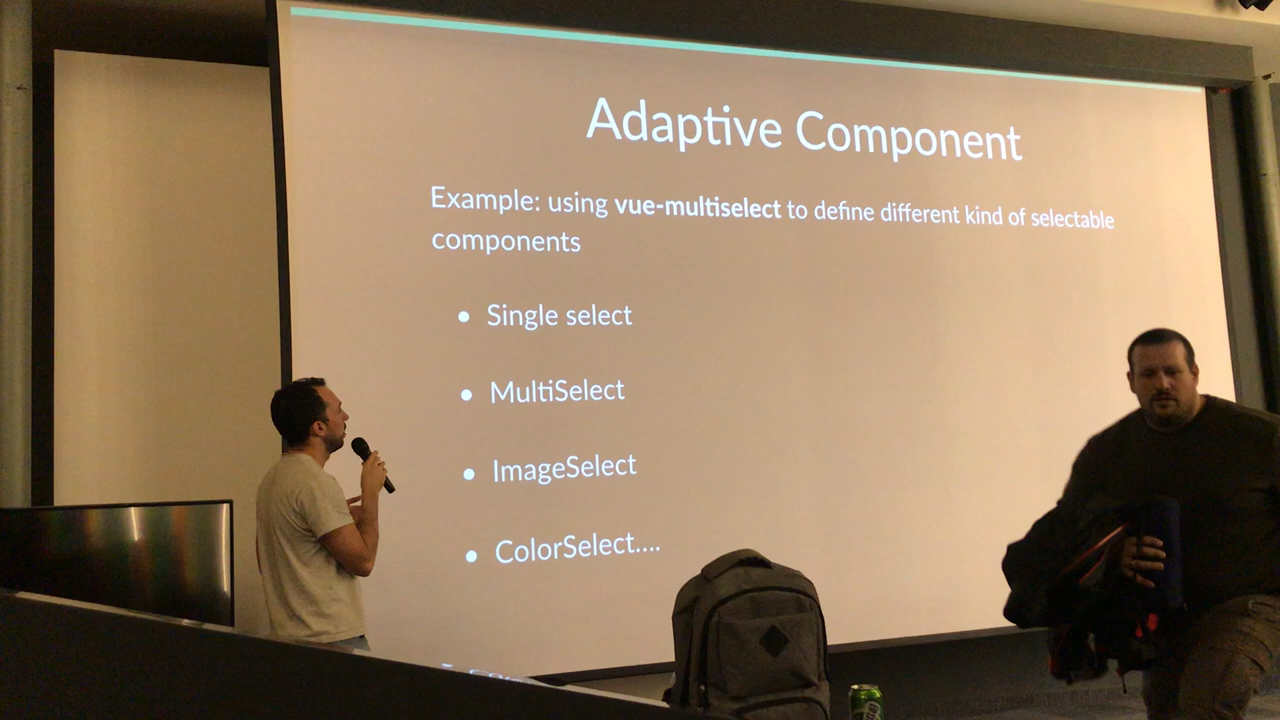 Adaptive Component
Example: using vue-multiselect to define different kind of selectable
components
• Single select
• MultiSelect
• ImageSelect
• ColorSelect....